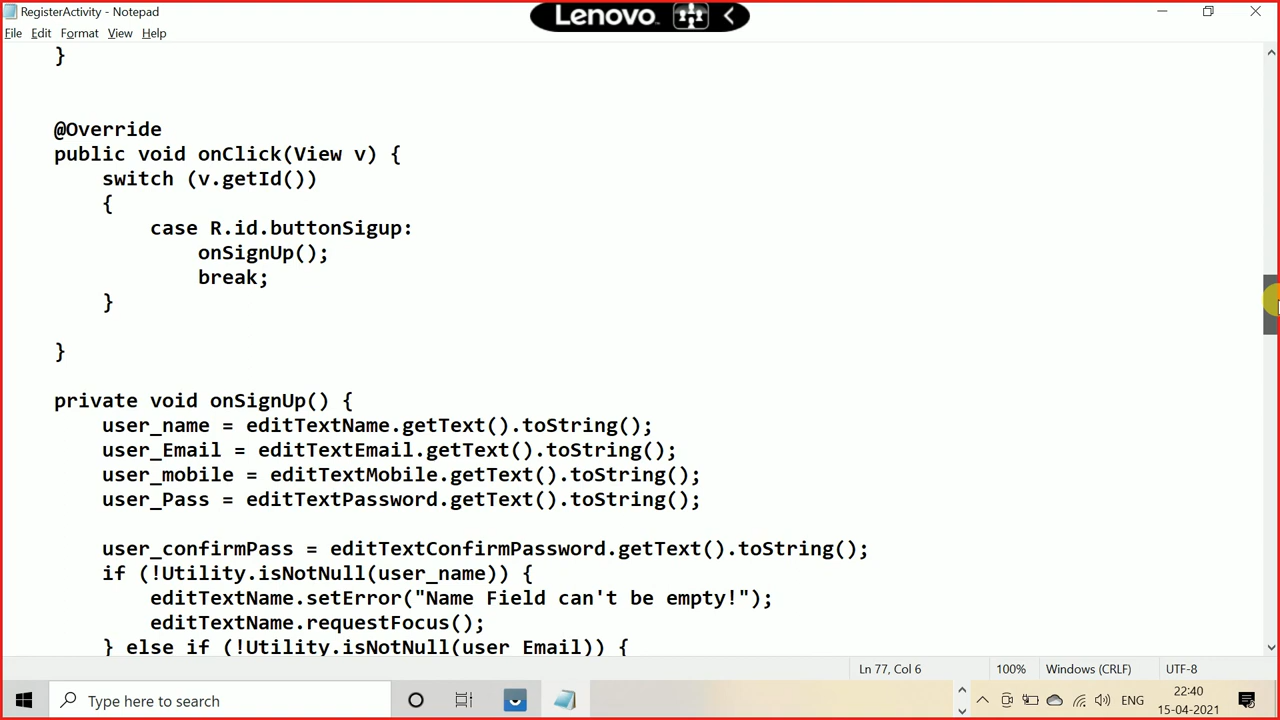 RegisterActivity - Notepad
Lenovo
File Edit Format View Help
}
@Override
public void onClick(View v) {
switch (v.getId())
{
case R.id.buttonSigup:
onSignUp();
break;
}
}
private void onSignUp() {
user_name = editTextName.getText().toString();
user_Email = editTextEmail.getText().toString();
user_mobile = editTextMobile.getText().toString();
user_Pass = editTextPassword.getText().toString();
user_confirmPass = editTextConfirmPassword.getText().toString();
if (!Utility.isNotNull(user_name)) {
editTextName.setError("Name Field can't be empty!");
editTextName.requestFocus();
} else if (!Utility.isNotNull(user_Email)) {
Ln 77, Col 6 100% Windows (CRLF) UTF-8
Type here to search
ENG
22:40
15-04-2021